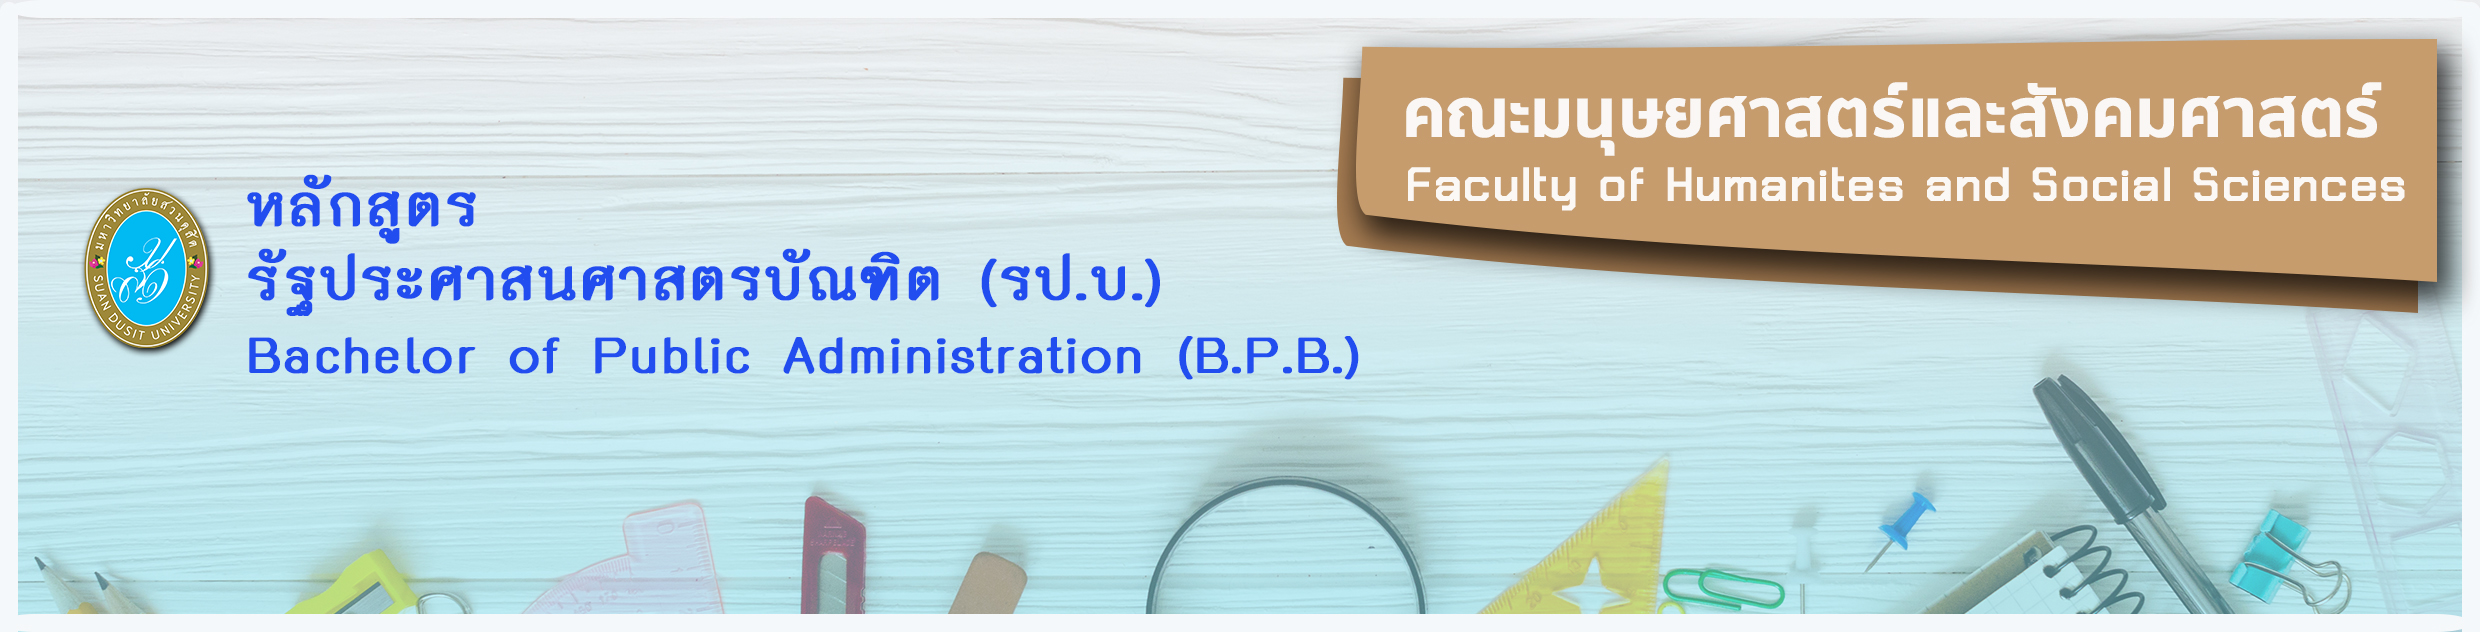 คณะมนุษยศาสตร์และสังคมศาสตร์
Faculty of Humanites and Social Sciences
หลักสูตร
รัฐประศาสนศาสตรบัณฑิต (รป.บ.)
Bachelor of Public Administration (B.P.B.)
มหาวิทยาลัยสวนดุสิต
SUAN DUSIT UNIVERSITY